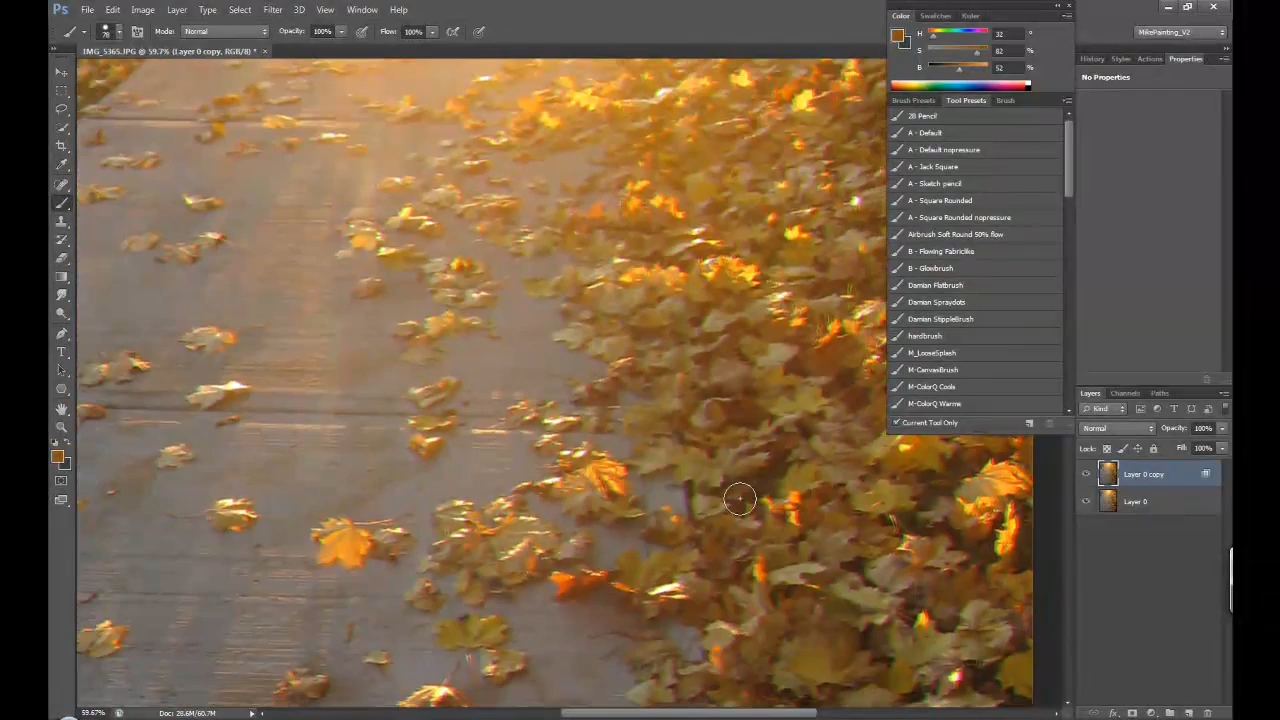 Ps File Edit Image Layer Type Select Filter 3D View Window Help
78 Mode: Normal Opacity: 100% Flow: 100% MikePainting_V2
IMG_5365.JPG @ 59.7% (Layer 0 copy, RGB/8) * ×
Color Swatches Kuler
H 32 °
S 82 %
B 52 %
Brush Presets Tool Presets Brush
2B Pencil
A - Default
A - Default nopressure
A - Jack Square
A - Sketch pencil
A - Square Rounded
A - Square Rounded nopressure
Airbrush Soft Round 50% flow
B - Flowing Fabriclike
B - Glowbrush
Damian Flatbrush
Damian Spraydots
Damian StippleBrush
hardbrush
M_LooseSplash
M-CanvasBrush
M-ColorQ Cools
M-ColorQ Warms
Current Tool Only
History Styles Actions Properties
No Properties
Layers Channels Paths
Kind
Normal Opacity: 100%
Lock: Fill: 100%
Layer 0 copy
Layer 0
59.67% Doc: 28.6M/60.7M